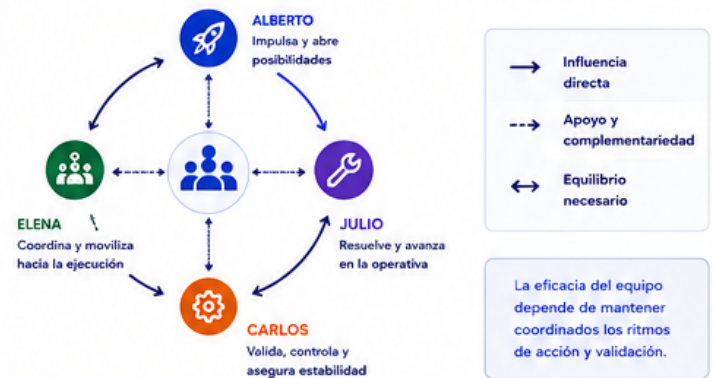 ALBERTO
Impulsa y abre
posibilidades
ELENA
Coordina y moviliza
hacia la ejecución
JULIO
Resuelve y avanza
en la operativa
CARLOS
Valida, controla y
asegura estabilidad
Influencia
directa
Apoyo y
complementariedad
Equilibrio
necesario
La eficacia del equipo
depende de mantener
coordinados los ritmos
de acción y validación.